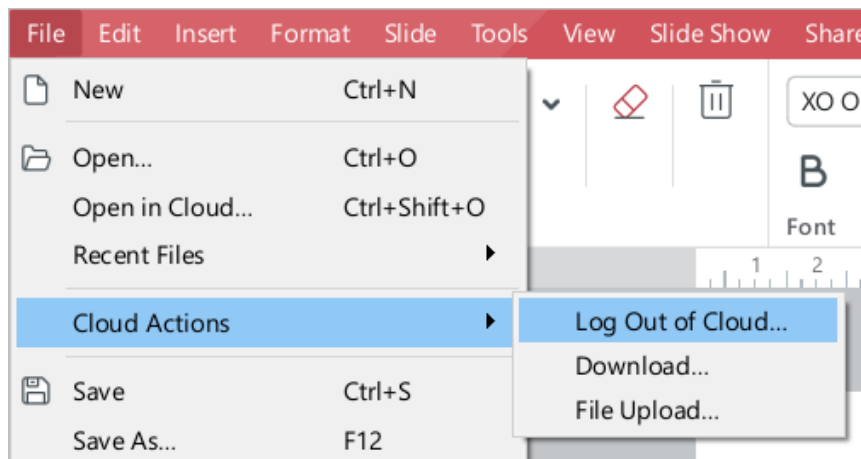 File Edit Insert Format Slide Tools View Slide Show Share
New Ctrl+N
Open... Ctrl+O
Open in Cloud... Ctrl+Shift+O
Recent Files
Cloud Actions
Save Ctrl+S
Save As... F12
Log Out of Cloud...
Download...
File Upload...
XO O
B
Font
1 2